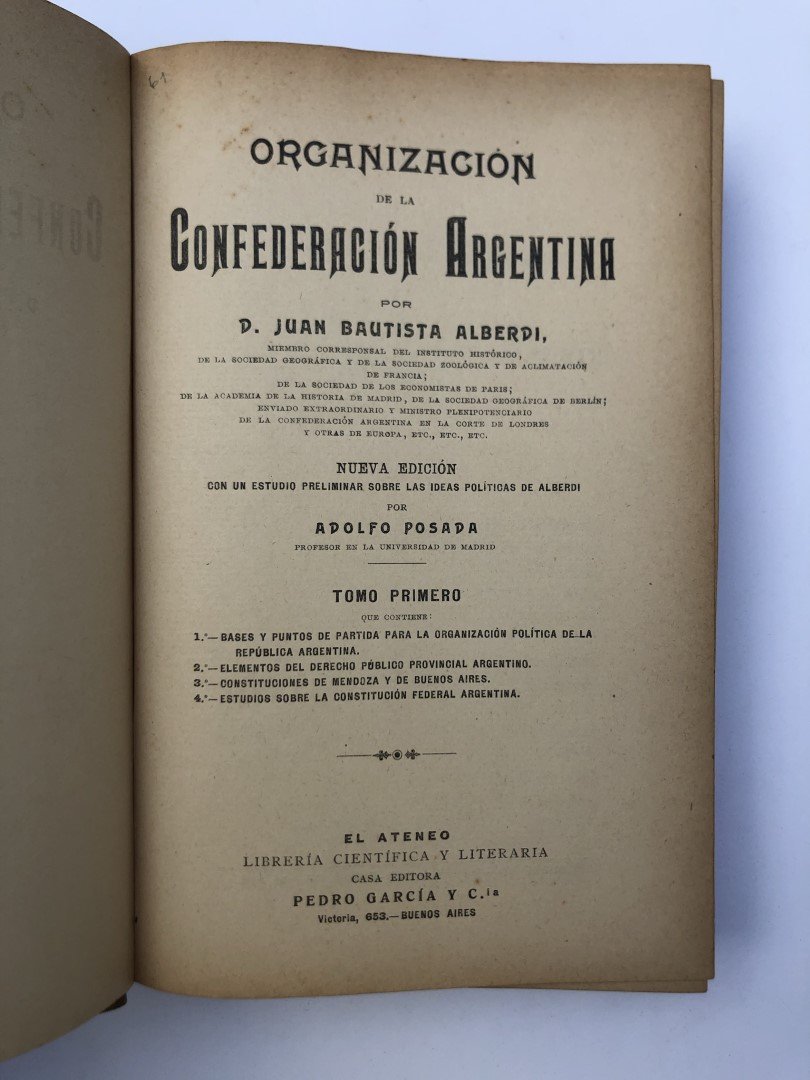 61
ORGANIZACIÓN
DE LA
CONFEDERACIÓN ARGENTINA
POR
D. JUAN BAUTISTA ALBERDI,
MIEMBRO CORRESPONSAL DEL INSTITUTO HISTÓRICO,
DE LA SOCIEDAD GEOGRÁFICA Y DE LA SOCIEDAD ZOOLÓGICA Y DE ACLIMATACIÓN
DE FRANCIA;
DE LA SOCIEDAD DE LOS ECONOMISTAS DE PARIS;
DE LA ACADEMIA DE LA HISTORIA DE MADRID, DE LA SOCIEDAD GEOGRÁFICA DE BERLÍN;
ENVIADO EXTRAORDINARIO Y MINISTRO PLENIPOTENCIARIO
DE LA CONFEDERACIÓN ARGENTINA EN LA CORTE DE LONDRES
Y OTRAS DE EUROPA, ETC., ETC., ETC.
NUEVA EDICIÓN
CON UN ESTUDIO PRELIMINAR SOBRE LAS IDEAS POLÍTICAS DE ALBERDI
POR
ADOLFO POSADA
PROFESOR EN LA UNIVERSIDAD DE MADRID
TOMO PRIMERO
QUE CONTIENE:
1.º—BASES Y PUNTOS DE PARTIDA PARA LA ORGANIZACIÓN POLÍTICA DE LA
REPÚBLICA ARGENTINA.
2.º—ELEMENTOS DEL DERECHO PÚBLICO PROVINCIAL ARGENTINO.
3.º—CONSTITUCIONES DE MENDOZA Y DE BUENOS AIRES.
4.º—ESTUDIOS SOBRE LA CONSTITUCIÓN FEDERAL ARGENTINA.
EL ATENEO
LIBRERÍA CIENTÍFICA Y LITERARIA
CASA EDITORA
PEDRO GARCÍA Y C.ia
Victoria, 653.—BUENOS AIRES